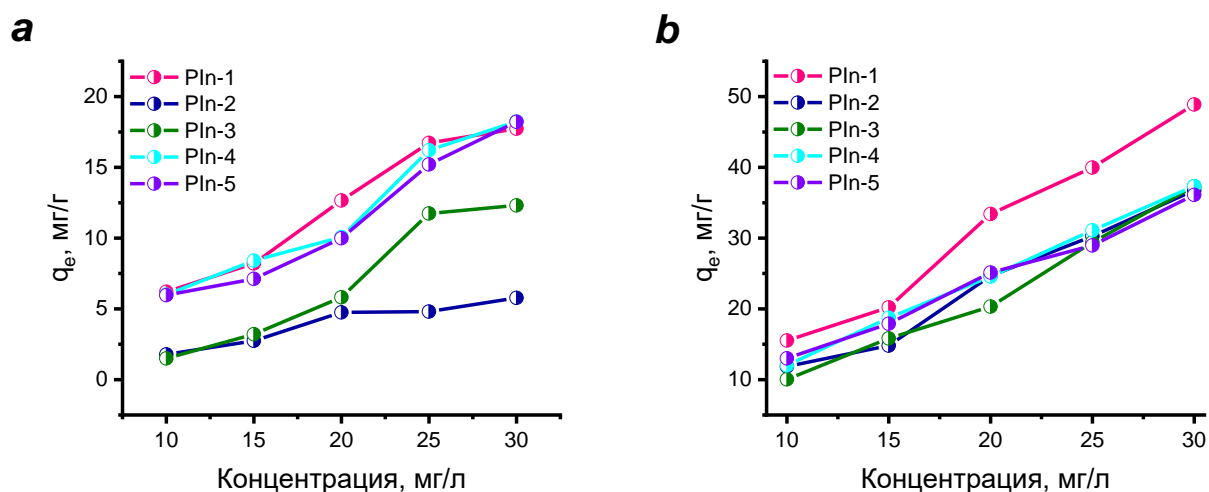 a
PIn-1
PIn-2
PIn-3
PIn-4
PIn-5
20
15
10
5
0
qe, мг/г
10 15 20 25 30
Концентрация, мг/л
b
PIn-1
PIn-2
PIn-3
PIn-4
PIn-5
50
40
30
20
10
qe, мг/г
10 15 20 25 30
Концентрация, мг/л